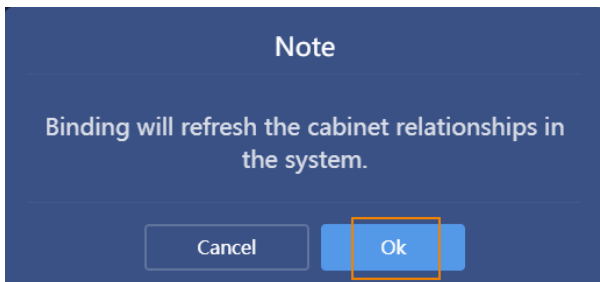 Note
Binding will refresh the cabinet relationships in
the system.
Cancel
Ok